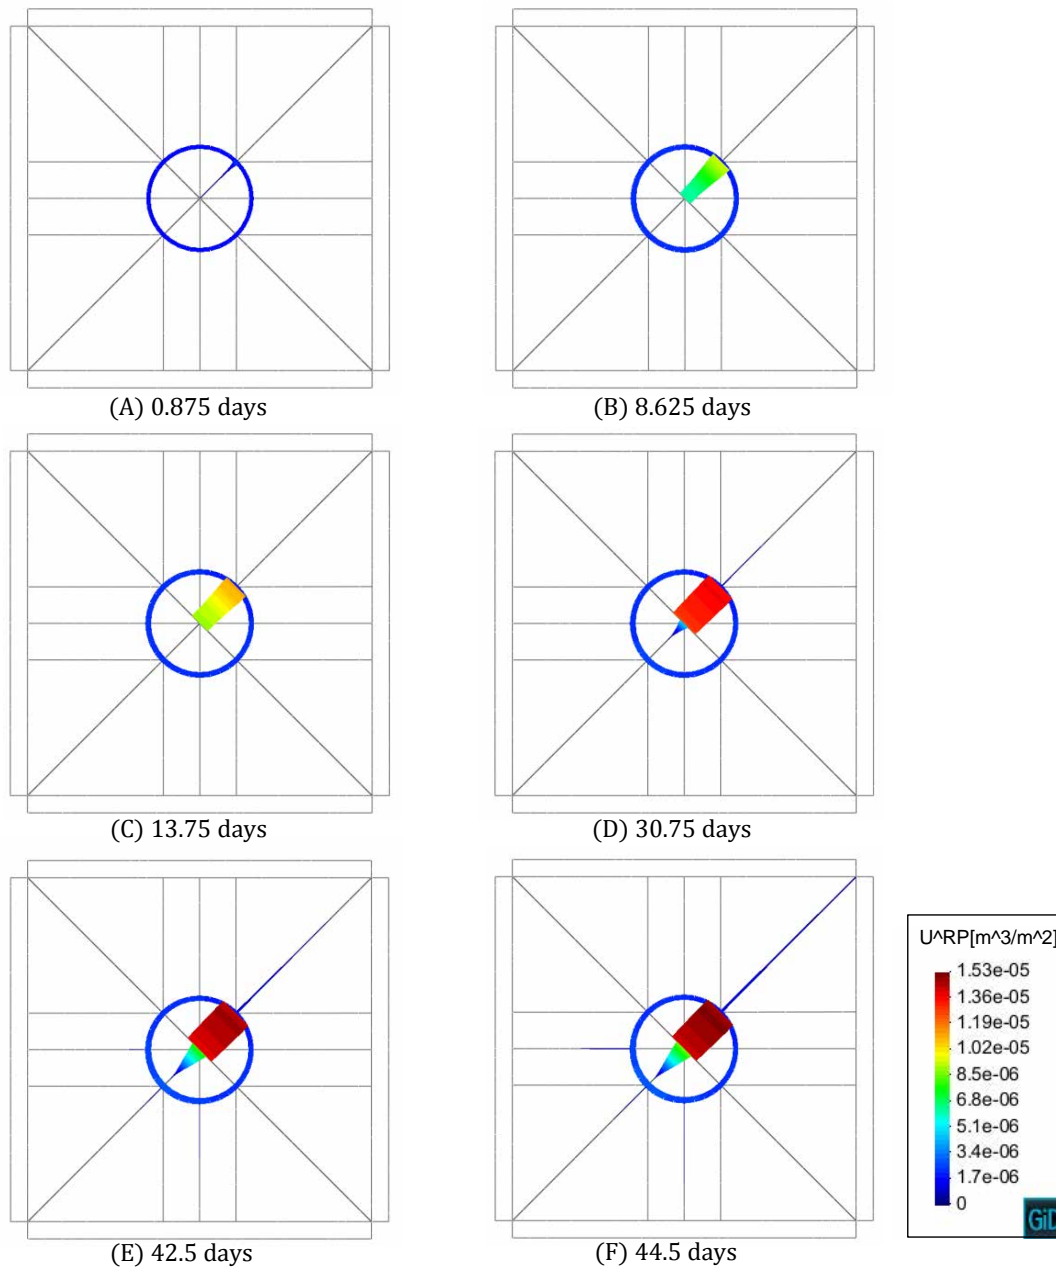 (A) 0.875 days
(B) 8.625 days
(C) 13.75 days
(D) 30.75 days
(E) 42.5 days
(F) 44.5 days
U^RP[m^3/m^2]
1.53e-05
1.36e-05
1.19e-05
1.02e-05
8.5e-06
6.8e-06
5.1e-06
3.4e-06
1.7e-06
0
GiD